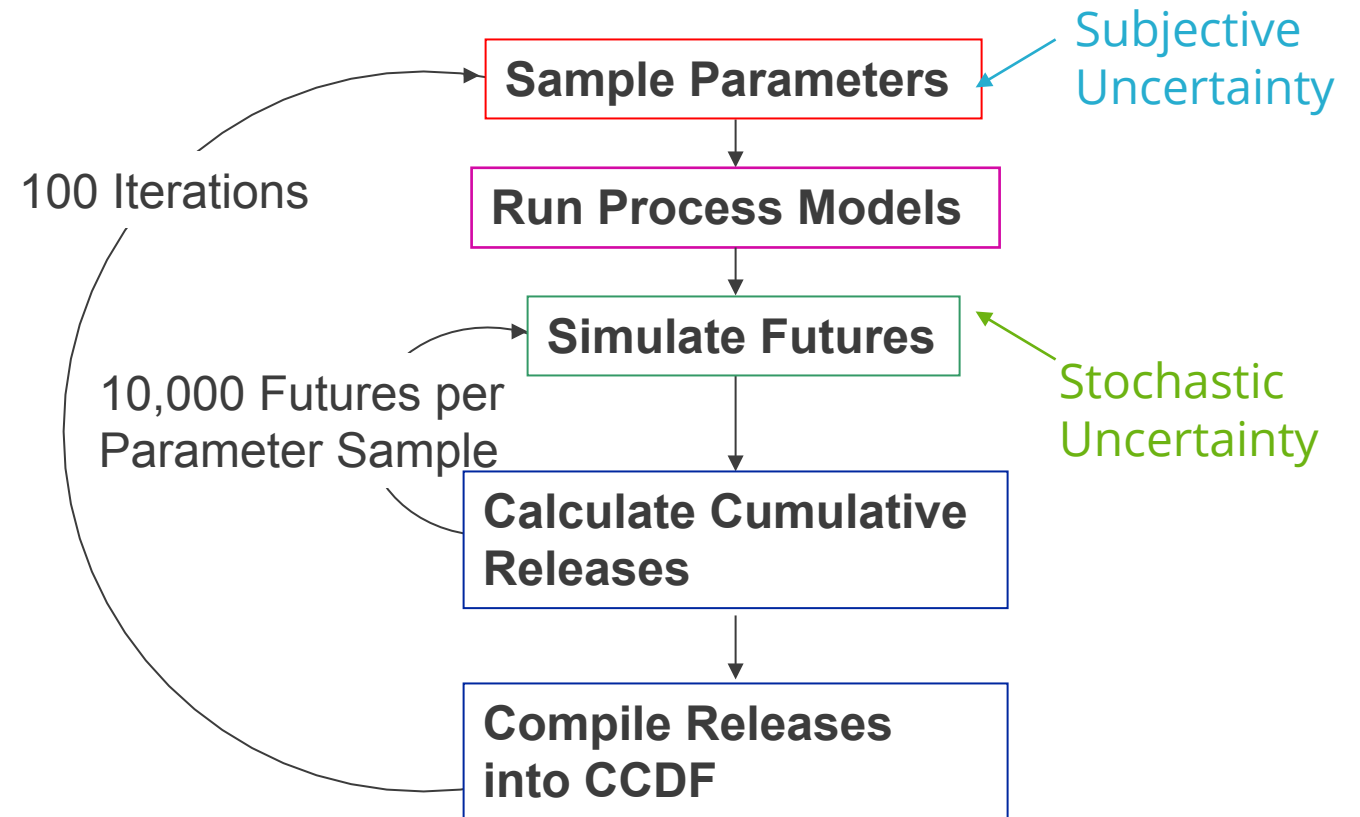 Subjective
Uncertainty
Sample Parameters
100 Iterations
Run Process Models
Simulate Futures
10,000 Futures per
Parameter Sample
Stochastic
Uncertainty
Calculate Cumulative
Releases
Compile Releases
into CCDF